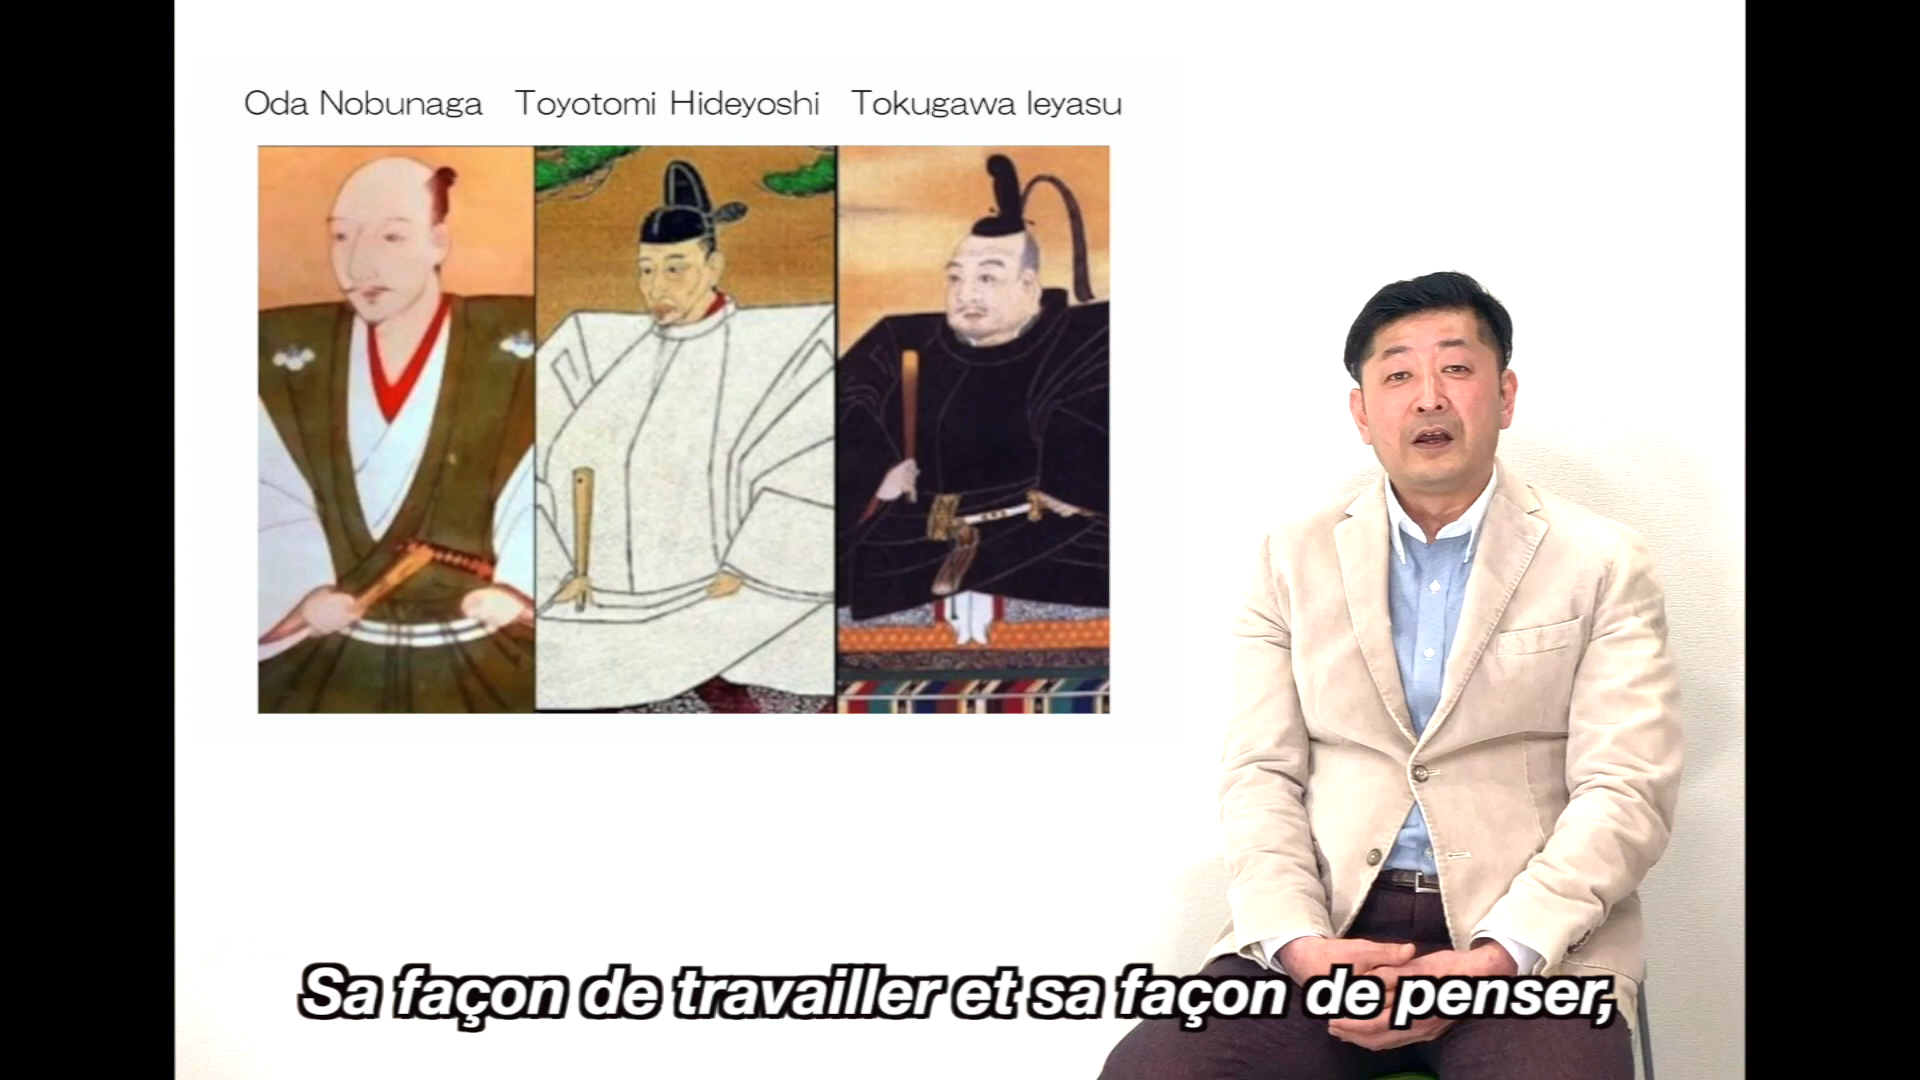 Oda Nobunaga Toyotomi Hideyoshi Tokugawa Ieyasu
Sa façon de travailler et sa façon de penser,